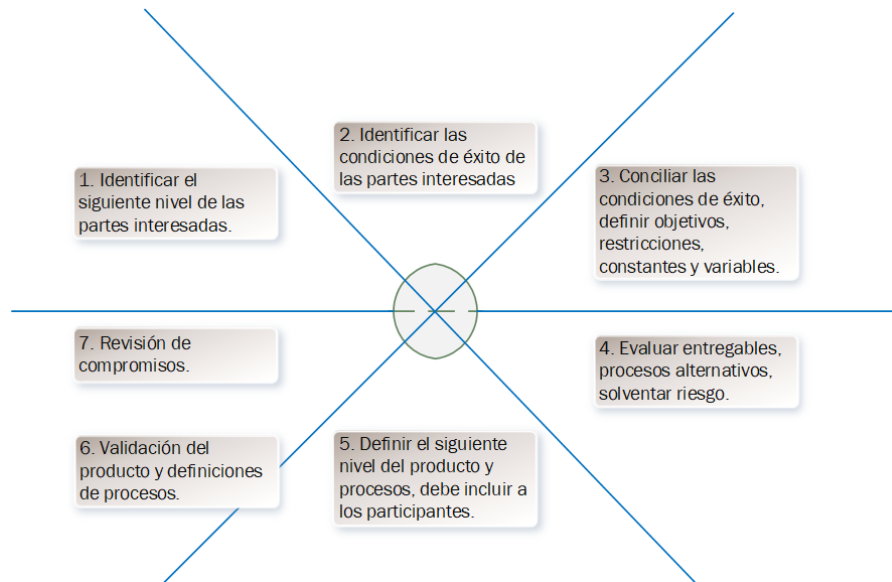 1. Identificar el
siguiente nivel de las
partes interesadas.
2. Identificar las
condiciones de éxito de
las partes interesadas
3. Conciliar las
condiciones de éxito,
definir objetivos,
restricciones,
constantes y variables.
4. Evaluar entregables,
procesos alternativos,
solventar riesgo.
5. Definir el siguiente
nivel del producto y
procesos, debe incluir a
los participantes.
6. Validación del
producto y definiciones
de procesos.
7. Revisión de
compromisos.